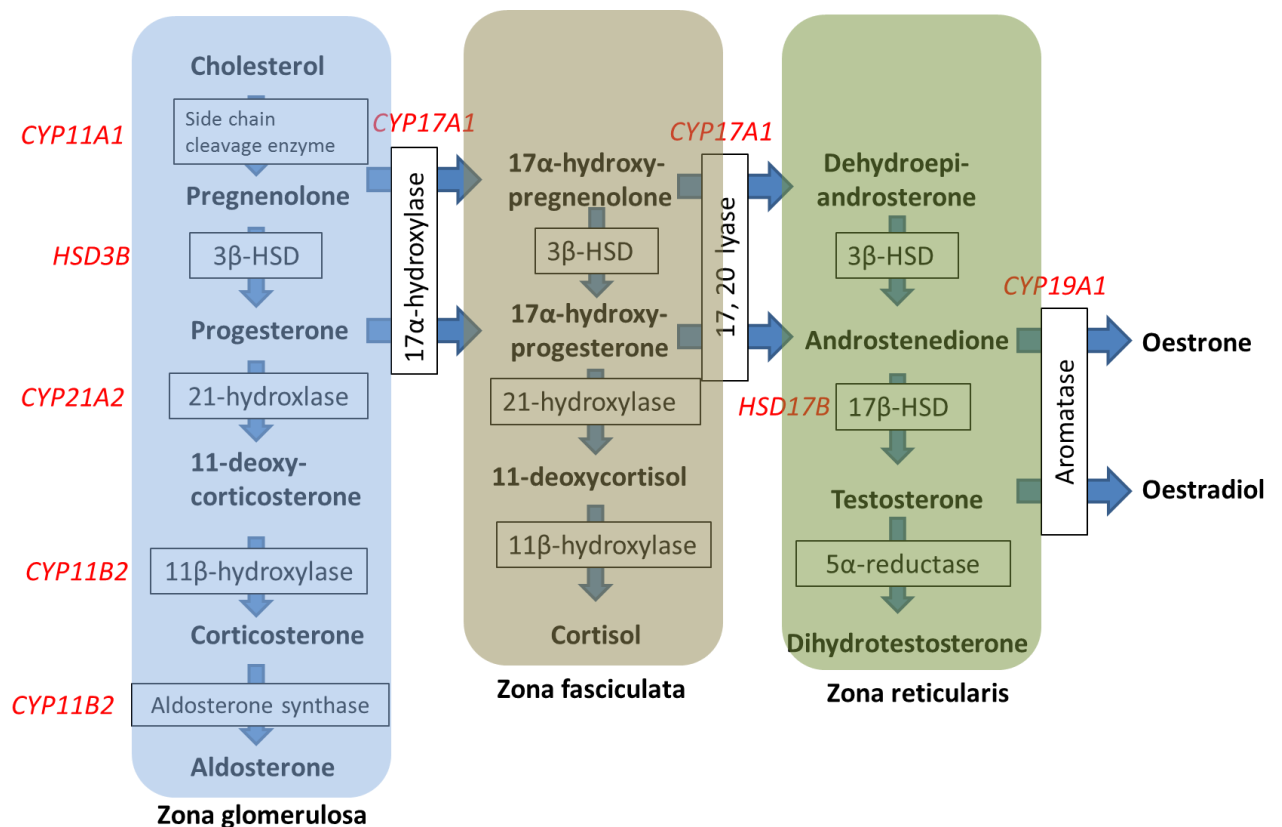 Cholesterol
CYP11A1
Side chain
cleavage enzyme
Pregnenolone
HSD3B
3β-HSD
Progesterone
CYP21A2
21-hydroxlase
11-deoxy-
corticosterone
CYP11B2
11β-hydroxylase
Corticosterone
CYP11B2
Aldosterone synthase
Aldosterone
Zona glomerulosa
CYP17A1
17α-hydroxylase
17α-hydroxy-
pregnenolone
3β-HSD
17α-hydroxy-
progesterone
21-hydroxylase
11-deoxycortisol
11β-hydroxylase
Cortisol
Zona fasciculata
CYP17A1
17, 20 lyase
Dehydroepi-
androsterone
3β-HSD
Androstenedione
HSD17B
17β-HSD
Testosterone
5α-reductase
Dihydrotestosterone
Zona reticularis
CYP19A1
Aromatase
Oestrone
Oestradiol